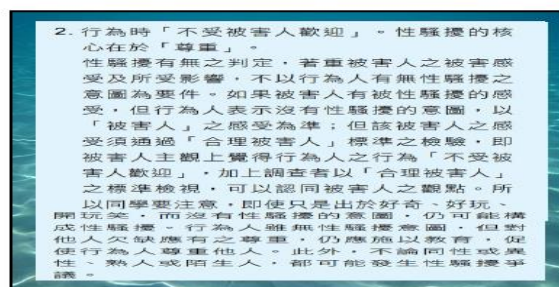 2. 行為時「不受被害人歡迎」。性騷擾的核
心在於「尊重」。
性騷擾有無之判定，著重被害人之被害感
受及所受影響，不以行為人有無性騷擾之
意圖為要件。如果被害人有被性騷擾的感
受，但行為人表示沒有性騷擾的意圖，以
「被害人」之感受為準；但該被害人之感
受須通過「合理被害人」標準之檢驗，即
被害人主觀上覺得行為人之行為「不受被
害人歡迎」，加上調查者以「合理被害人」
之標準檢視，可以認同被害人之觀點。所
以同學要注意，即使只是出於好奇、好玩、
開玩笑，而沒有性騷擾的意圖，仍可能構
成性騷擾。行為人雖無性騷擾意圖，但對
他人欠缺應有之尊重，仍應施以教育，促
使行為人尊重他人。此外，不論同性或異
性、熟人或陌生人，都可能發生性騷擾爭
議。